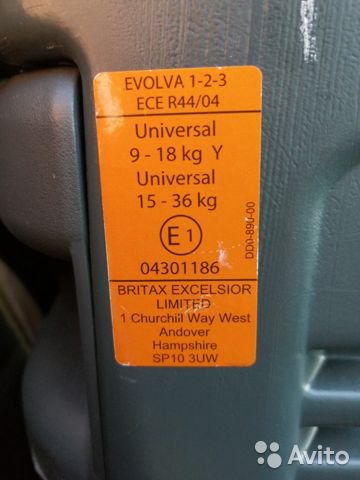 EVOLVA 1-2-3
ECE R44/04
Universal
9 - 18 kg Y
Universal
15 - 36 kg
E 1
04301186
DD0-890-00
BRITAX EXCELSIOR
LIMITED
1 Churchill Way West
Andover
Hampshire
SP10 3UW
Avito